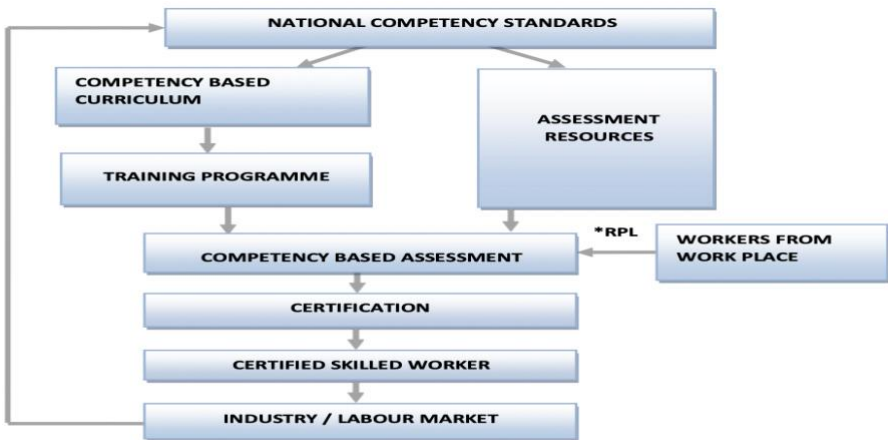 NATIONAL COMPETENCY STANDARDS
COMPETENCY BASED
CURRICULUM
ASSESSMENT
RESOURCES
TRAINING PROGRAMME
*RPL
WORKERS FROM
WORK PLACE
COMPETENCY BASED ASSESSMENT
CERTIFICATION
CERTIFIED SKILLED WORKER
INDUSTRY / LABOUR MARKET